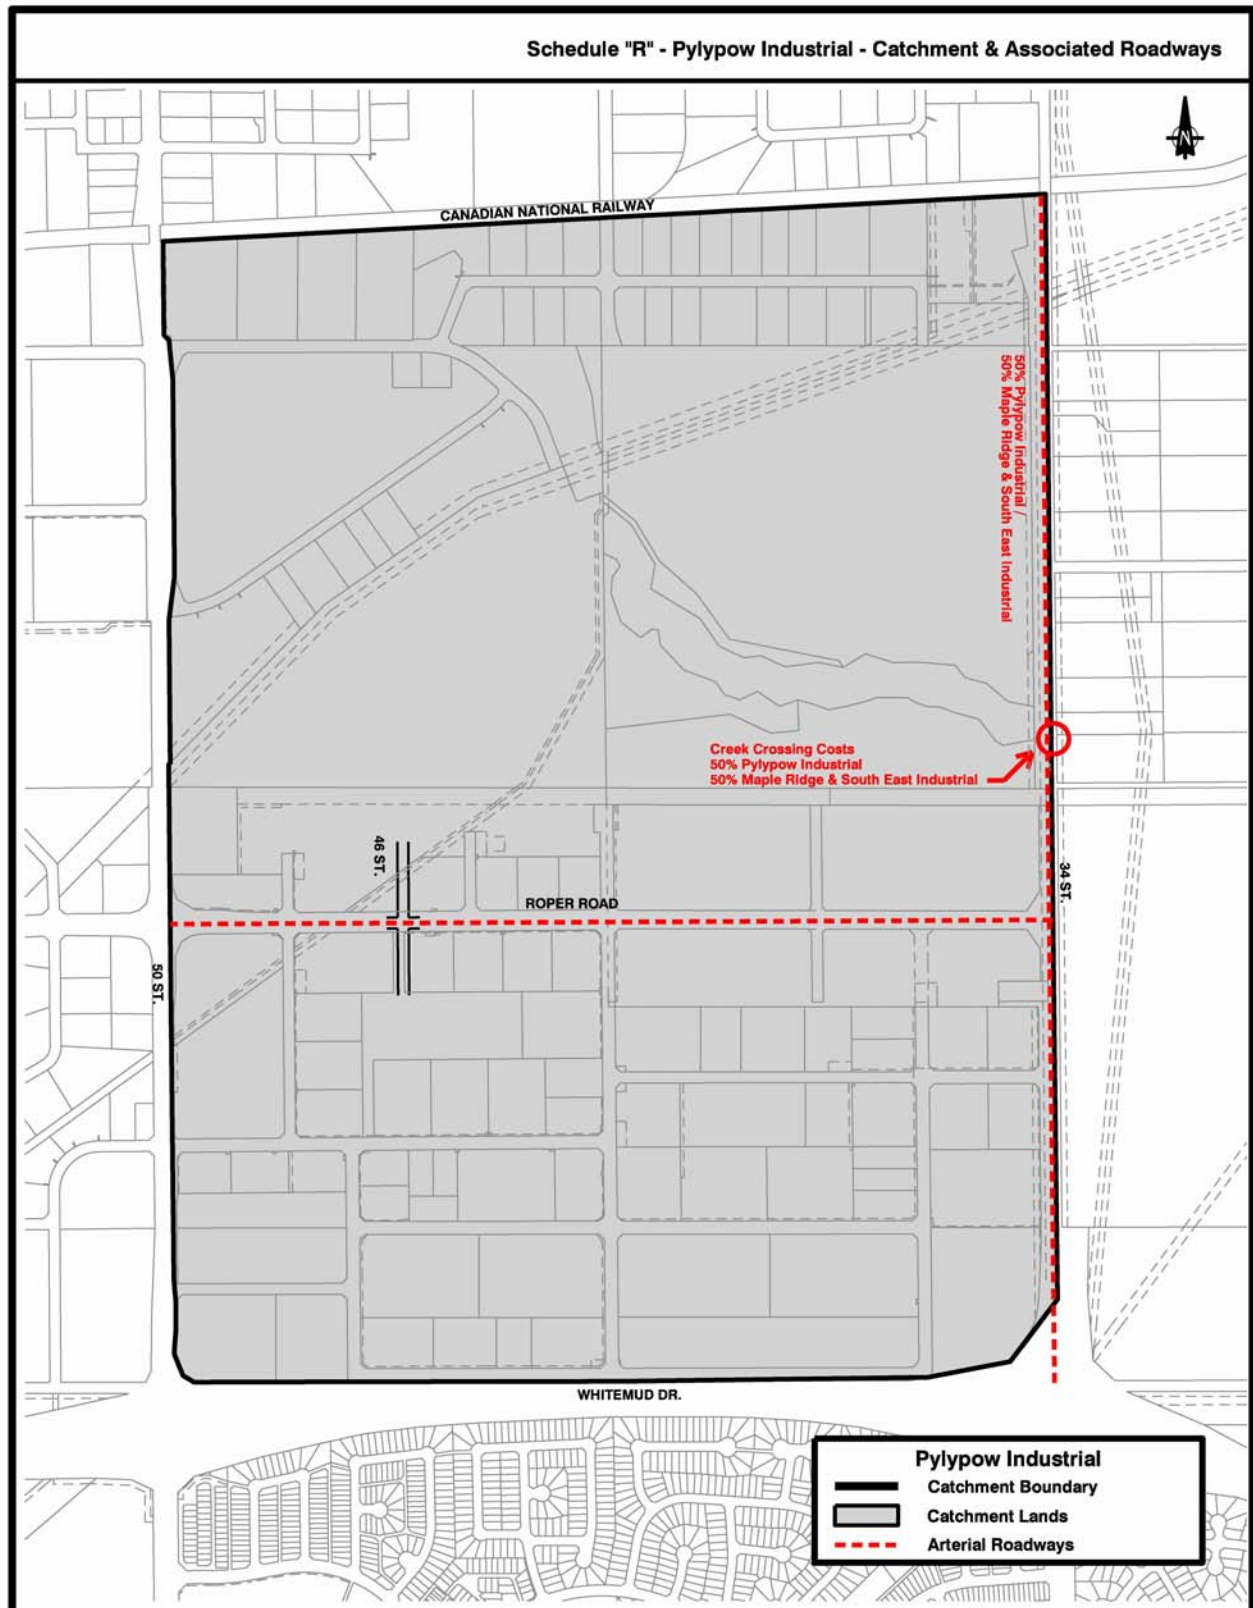 Schedule "R" - Pylypow Industrial - Catchment & Associated Roadways
N
CANADIAN NATIONAL RAILWAY
50% Pylypow Industrial /
50% Maple Ridge & South East Industrial
Creek Crossing Costs
50% Pylypow Industrial
50% Maple Ridge & South East Industrial
46 ST.
34 ST.
ROPER ROAD
50 ST.
WHITEMUD DR.
Pylypow Industrial
Catchment Boundary
Catchment Lands
Arterial Roadways